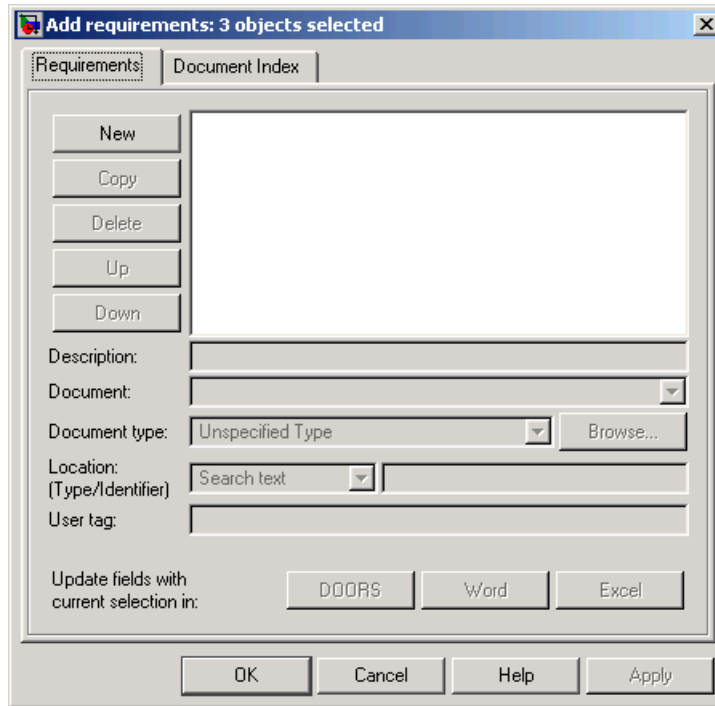 Add requirements: 3 objects selected
Requirements
Document Index
New
Copy
Delete
Up
Down
Description:
Document:
Document type:
Unspecified Type
Browse...
Location:
(Type/Identifier)
Search text
User tag:
Update fields with
current selection in:
DOORS
Word
Excel
OK
Cancel
Help
Apply